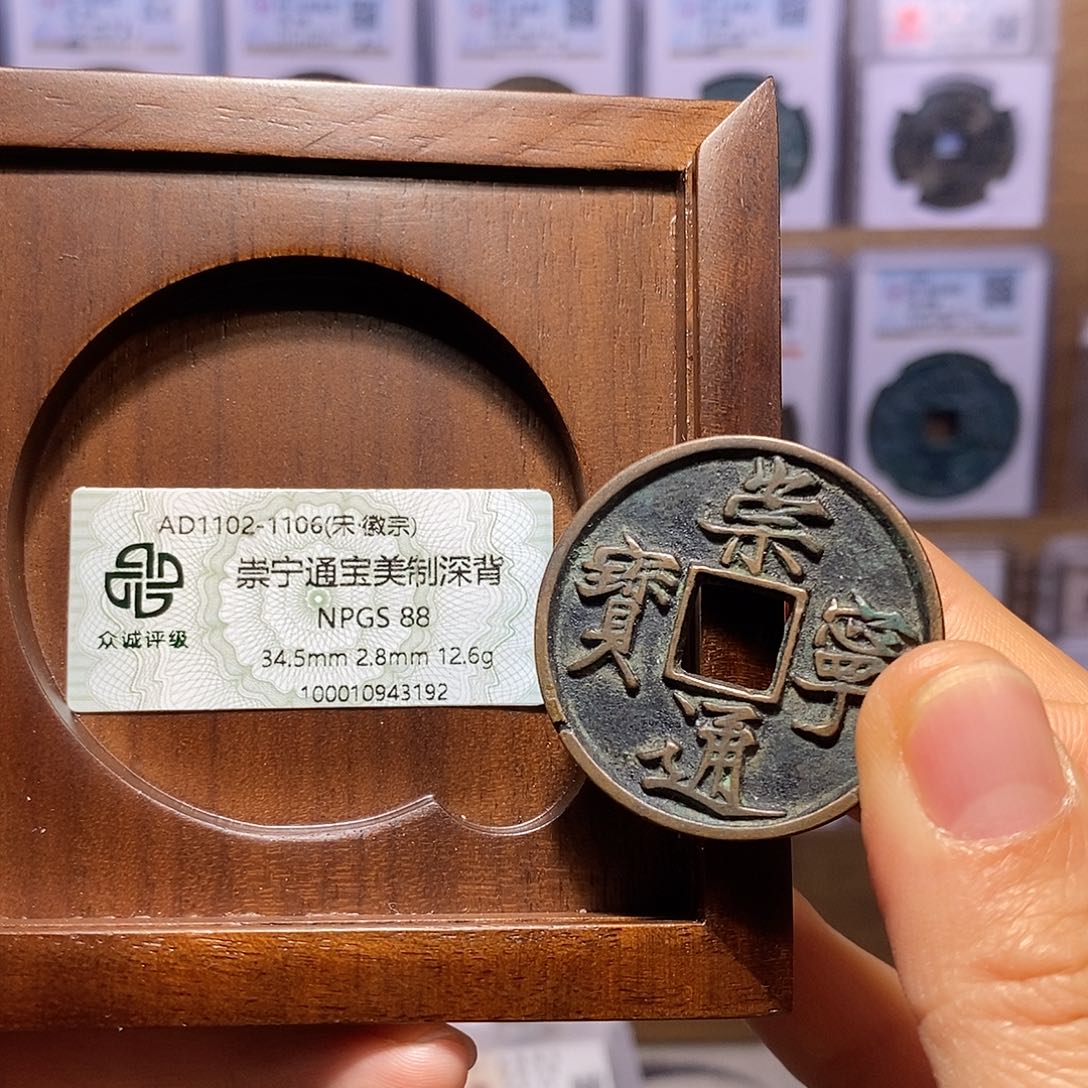 AD1102-1106(宋·徽宗)
崇宁通宝美制深背
NPGS 88
34.5mm 2.8mm 12.6g
100010943192
众诚评级
崇
寧
通
寶